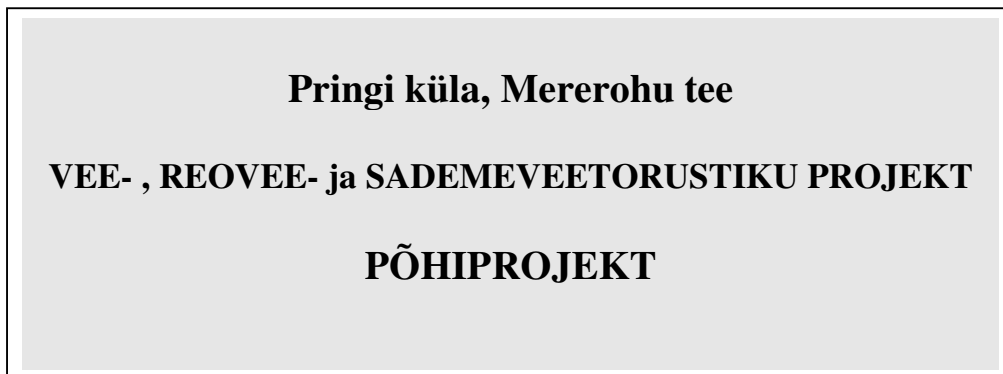 Pringi küla, Mererohu tee
VEE- , REOVEE- ja SADEMEVEETORUSTIKU PROJEKT
PÕHIPROJEKT